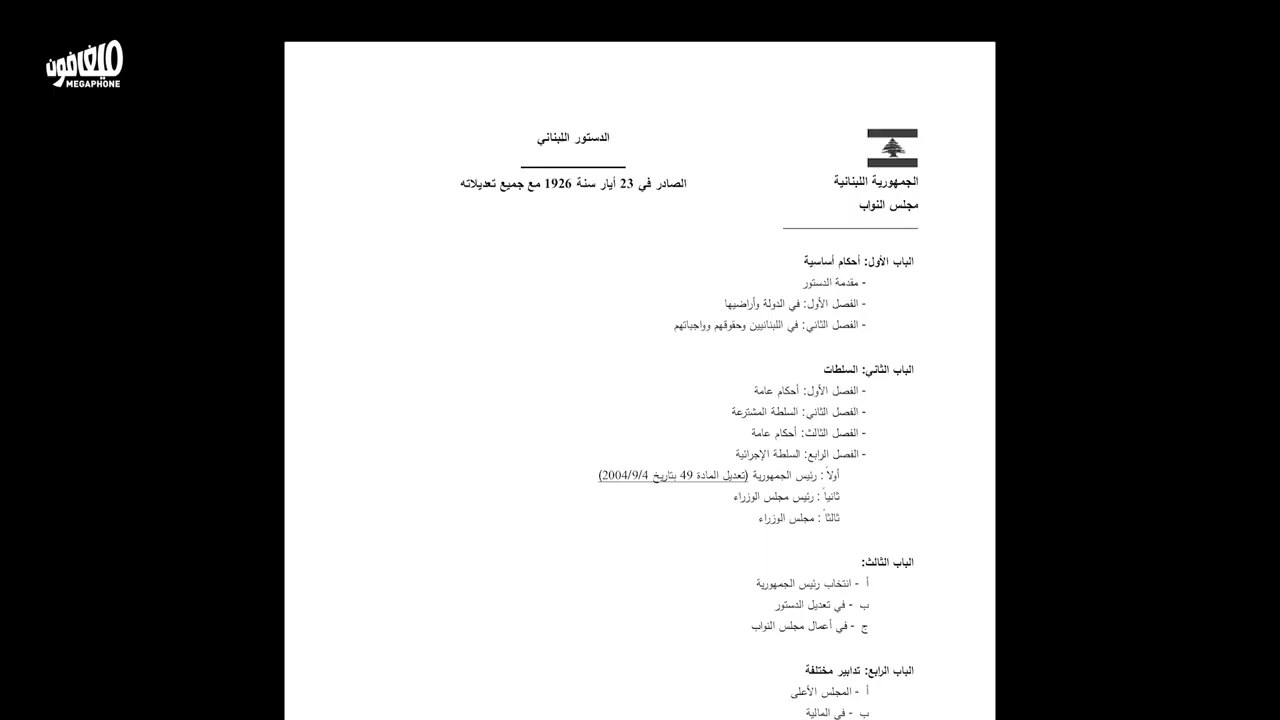 ميغافون
MEGAPHONE
الجمهورية اللبنانية
مجلس النواب
الدستور اللبناني
الصادر في 23 أيار سنة 1926 مع جميع تعديلاته
الباب الأول: أحكام أساسية
- مقدمة الدستور
- الفصل الأول: في الدولة وأراضيها
- الفصل الثاني: في اللبنانيين وحقوقهم وواجباتهم
الباب الثاني: السلطات
- الفصل الأول: أحكام عامة
- الفصل الثاني: السلطة المشترعة
- الفصل الثالث: أحكام عامة
- الفصل الرابع: السلطة الإجرائية
أولاً : رئيس الجمهورية (تعديل المادة 49 بتاريخ 2004/9/4)
ثانياً : رئيس مجلس الوزراء
ثالثاً : مجلس الوزراء
الباب الثالث:
أ - انتخاب رئيس الجمهورية
ب - في تعديل الدستور
ج - في أعمال مجلس النواب
الباب الرابع: تدابير مختلفة
أ - المجلس الأعلى
ب - في المالية